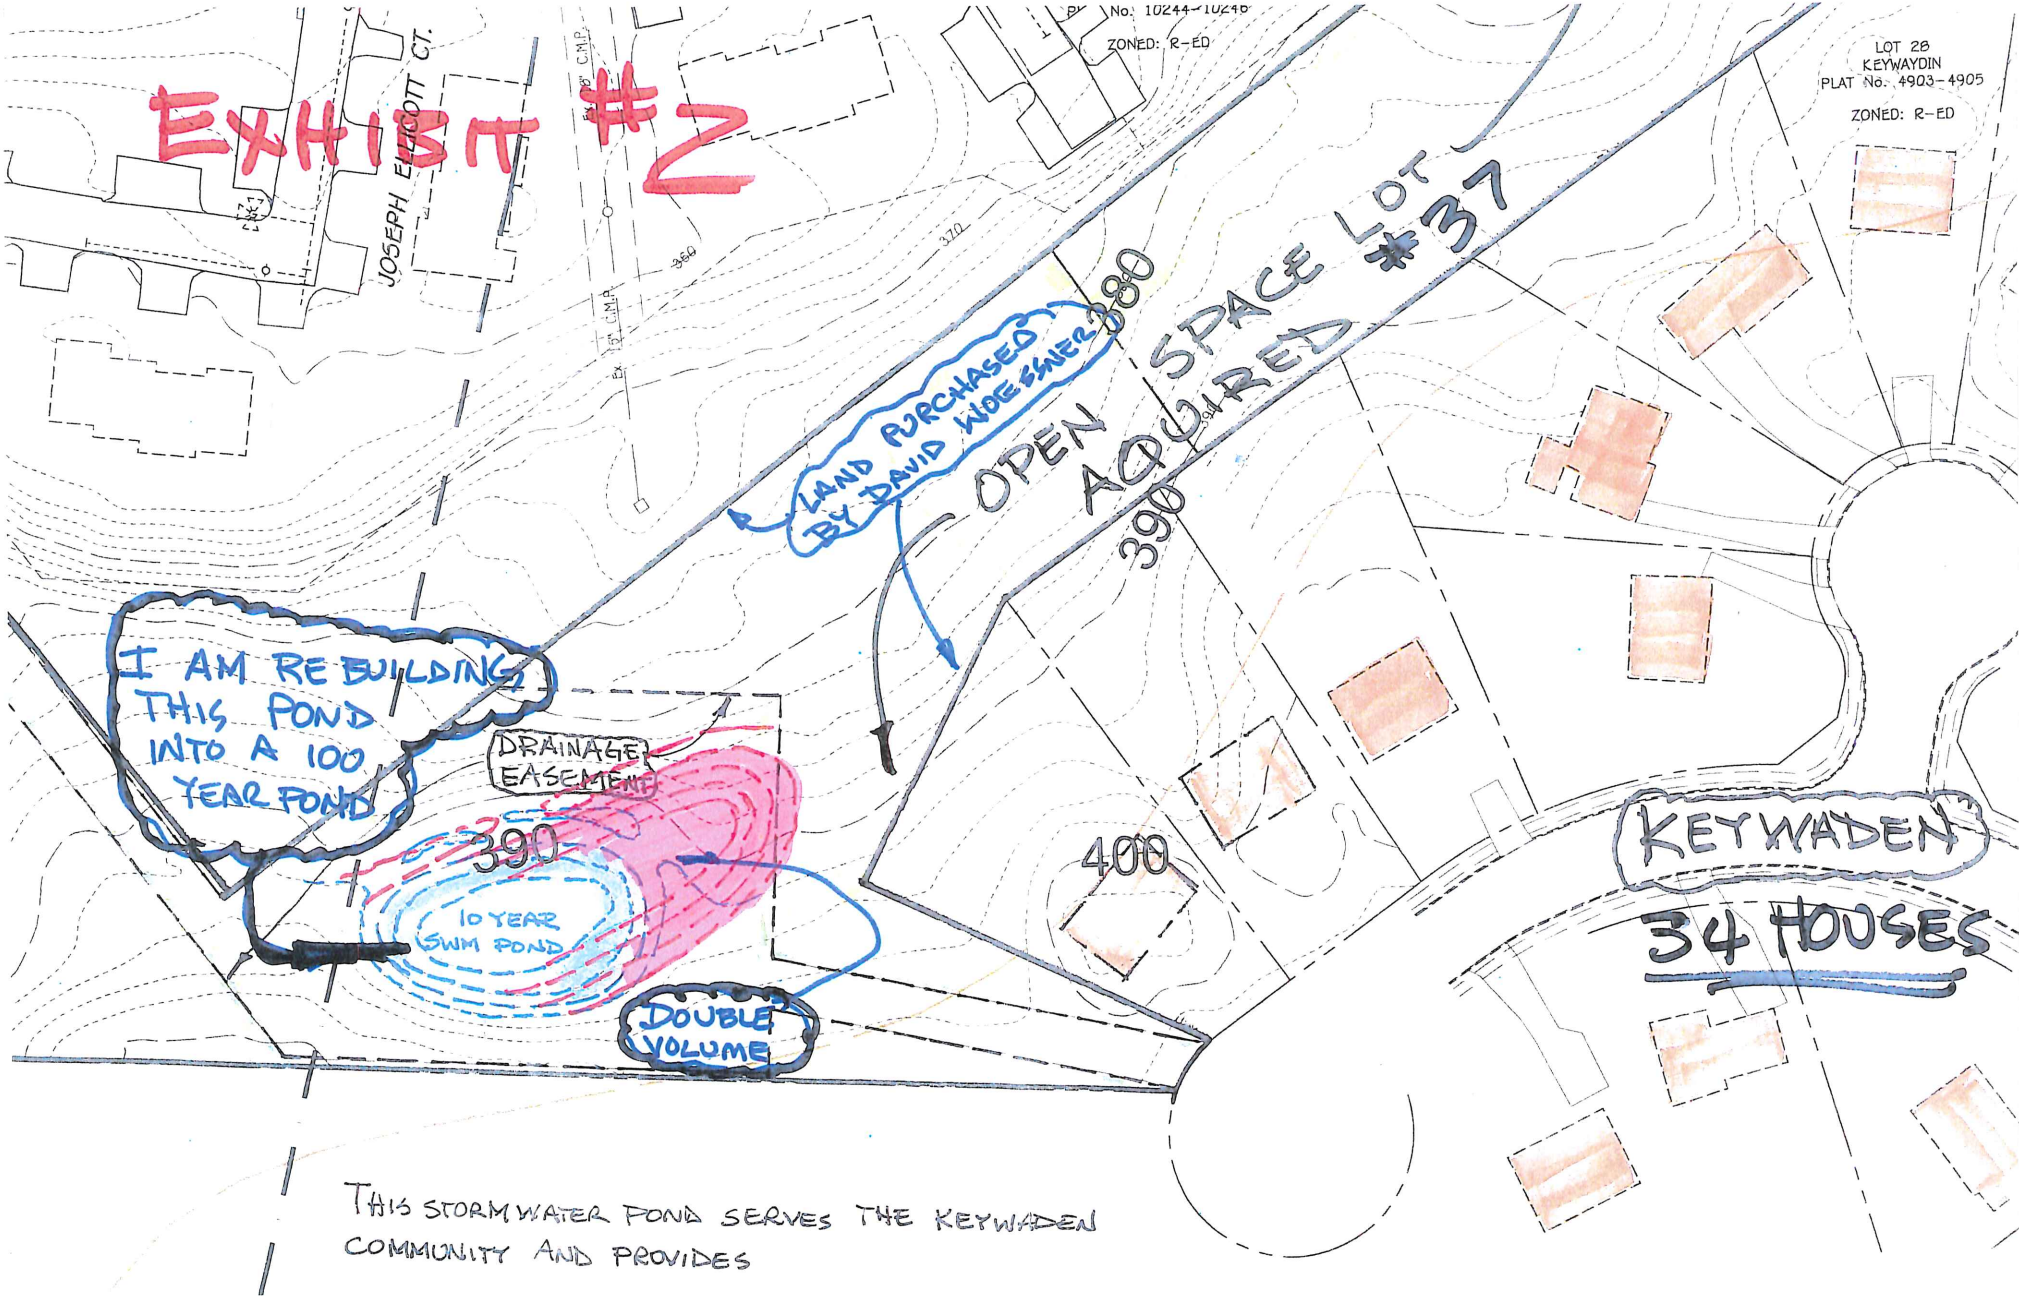 EXHIBIT #2
JOSEPH ELLICOTT CT.
No. 10244-10246
ZONED: R-ED
LOT 28
KEYWAYDIN
PLAT No. 4903-4905
ZONED: R-ED
C.M.P.
360
370
380
OPEN SPACE LOT
#37
AQUIRED
LAND PURCHASED
BY DAVID WOESSNER
390
I AM REBUILDING
THIS POND
INTO A 100
YEAR POND
DRAINAGE
EASEMENT
390
10 YEAR
SWM POND
DOUBLE
VOLUME
400
KEYWADEN
34 HOUSES
THIS STORMWATER POND SERVES THE KEYWADEN
COMMUNITY AND PROVIDES